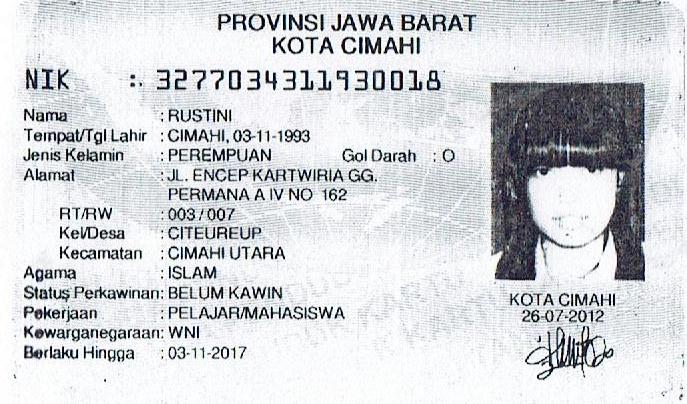 PROVINSI JAWA BARAT
KOTA CIMAHI
NIK : 3277034311930018
Nama : RUSTINI
Tempat/Tgl Lahir : CIMAHI, 03-11-1993
Jenis Kelamin : PEREMPUAN Gol Darah : O
Alamat : JL. ENCEP KARTWIRIA GG.
PERMANA A IV NO 162
RT/RW : 003 / 007
Kel/Desa : CITEUREUP
Kecamatan : CIMAHI UTARA
Agama : ISLAM
Status Perkawinan: BELUM KAWIN
Pekerjaan : PELAJAR/MAHASISWA
Kewarganegaraan: WNI
Berlaku Hingga : 03-11-2017
KOTA CIMAHI
26-07-2012